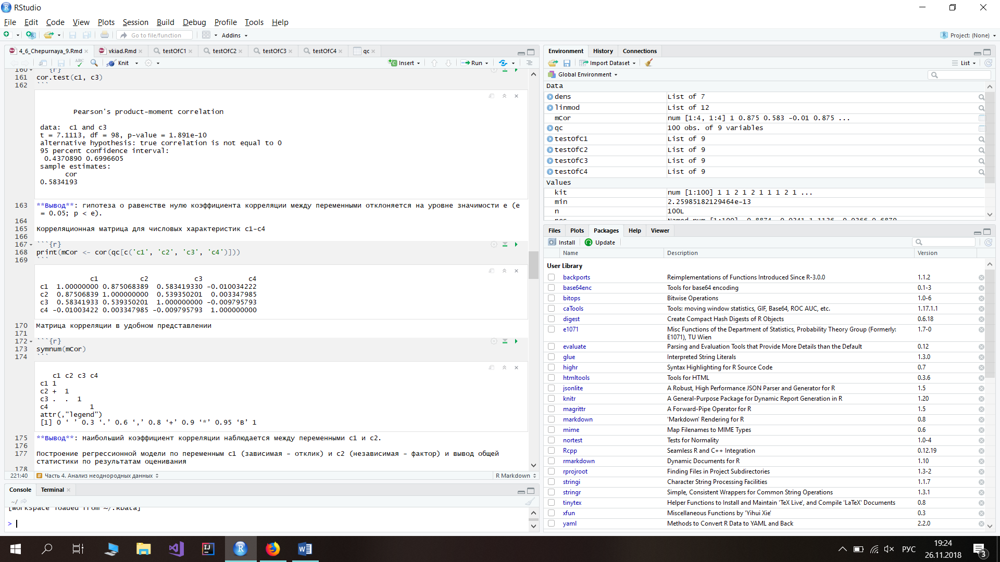 RStudio
File Edit Code View Plots Session Build Debug Profile Tools Help
Go to file/function Addins Project: (None)
4_6_Chepurnaya_9.Rmd vkiad.Rmd testOfC1 testOfC2 testOfC3 testOfC4 qc
ABC Knit Insert Run
160 ```{r}
161 cor.test(c1, c3)
162 ```
Pearson's product-moment correlation
data:  c1 and c3
t = 7.1113, df = 98, p-value = 1.891e-10
alternative hypothesis: true correlation is not equal to 0
95 percent confidence interval:
0.4370890 0.6996605
sample estimates:
cor
0.5834193
163 **Вывод**: гипотеза о равенстве нулю коэффициента корреляции между переменными отклоняется на уровне значимости e (e
= 0.05; p < e).
164
165 Корреляционная матрица для числовых характеристик c1-c4
166
167 ```{r}
168 print(mCor <- cor(qc[c('c1', 'c2', 'c3', 'c4')]))
169 ```
c1 c2 c3 c4
c1 1.00000000 0.875068389 0.583419330 -0.010034222
c2 0.87506839 1.000000000 0.539350201 0.003347985
c3 0.58341933 0.539350201 1.000000000 -0.009795793
c4 -0.01003422 0.003347985 -0.009795793 1.000000000
170 Матрица корреляции в удобном представлении
171
172 ```{r}
173 symnum(mCor)
174 ```
c1 c2 c3 c4
c1 1
c2 + 1
c3 . . 1
c4 1
attr(,"legend")
[1] 0 ‘ ’ 0.3 ‘.’ 0.6 ‘,’ 0.8 ‘+’ 0.9 ‘*’ 0.95 ‘B’ 1
175 **Вывод**: Наибольший коэффициент корреляции наблюдается между переменными c1 и c2.
176
177 Построение регрессионной модели по переменным c1 (зависимая - отклик) и c2 (независимая - фактор) и вывод общей
статистики по результатам оценивания
178
221:40 # Часть 4. Анализ неоднородных данных R Markdown
Console Terminal
~/
[Workspace loaded from ~/.RData]
>
Environment History Connections
Import Dataset List
Global Environment
Data
dens List of 7
linmod List of 12
mCor num [1:4, 1:4] 1 0.875 0.583 -0.01 0.875 ...
qc 100 obs. of 9 variables
testOfC1 List of 9
testOfC2 List of 9
testOfC3 List of 9
testOfC4 List of 9
Values
kit num [1:100] 1 1 2 1 2 1 1 1 2 1 ...
min 2.25985182129464e-13
n 100L
Files Plots Packages Help Viewer
Install Update
Name Description Version
User Library
backports Reimplementations of Functions Introduced Since R-3.0.0 1.1.2
base64enc Tools for base64 encoding 0.1-3
bitops Bitwise Operations 1.0-6
caTools Tools: moving window statistics, GIF, Base64, ROC AUC, etc. 1.17.1.1
digest Create Compact Hash Digests of R Objects 0.6.18
e1071 Misc Functions of the Department of Statistics, Probability Theory Group (Formerly: 1.7-0
E1071), TU Wien
evaluate Parsing and Evaluation Tools that Provide More Details than the Default 0.12
glue Interpreted String Literals 1.3.0
highr Syntax Highlighting for R Source Code 0.7
htmltools Tools for HTML 0.3.6
jsonlite A Robust, High Performance JSON Parser and Generator for R 1.5
knitr A General-Purpose Package for Dynamic Report Generation in R 1.20
magrittr A Forward-Pipe Operator for R 1.5
markdown 'Markdown' Rendering for R 0.8
mime Map Filenames to MIME Types 0.6
nortest Tests for Normality 1.0-4
Rcpp Seamless R and C++ Integration 0.12.19
rmarkdown Dynamic Documents for R 1.10
rprojroot Finding Files in Project Subdirectories 1.3-2
stringi Character String Processing Facilities 1.1.7
stringr Simple, Consistent Wrappers for Common String Operations 1.3.1
tinytex Helper Functions to Install and Maintain 'TeX Live', and Compile 'LaTeX' Documents 0.8
xfun Miscellaneous Functions by 'Yihui Xie' 0.3
yaml Methods to Convert R Data to YAML and Back 2.2.0
РУС 19:24
26.11.2018 3